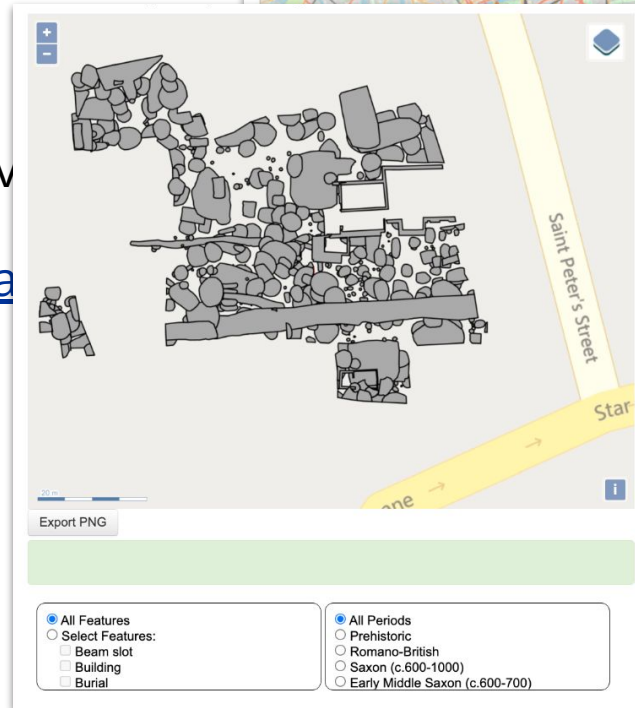 +
−
Saint Peter's Street
Star
ne
20 m
i
Export PNG
All Features
Select Features:
Beam slot
Building
Burial
All Periods
Prehistoric
Romano-British
Saxon (c.600-1000)
Early Middle Saxon (c.600-700)